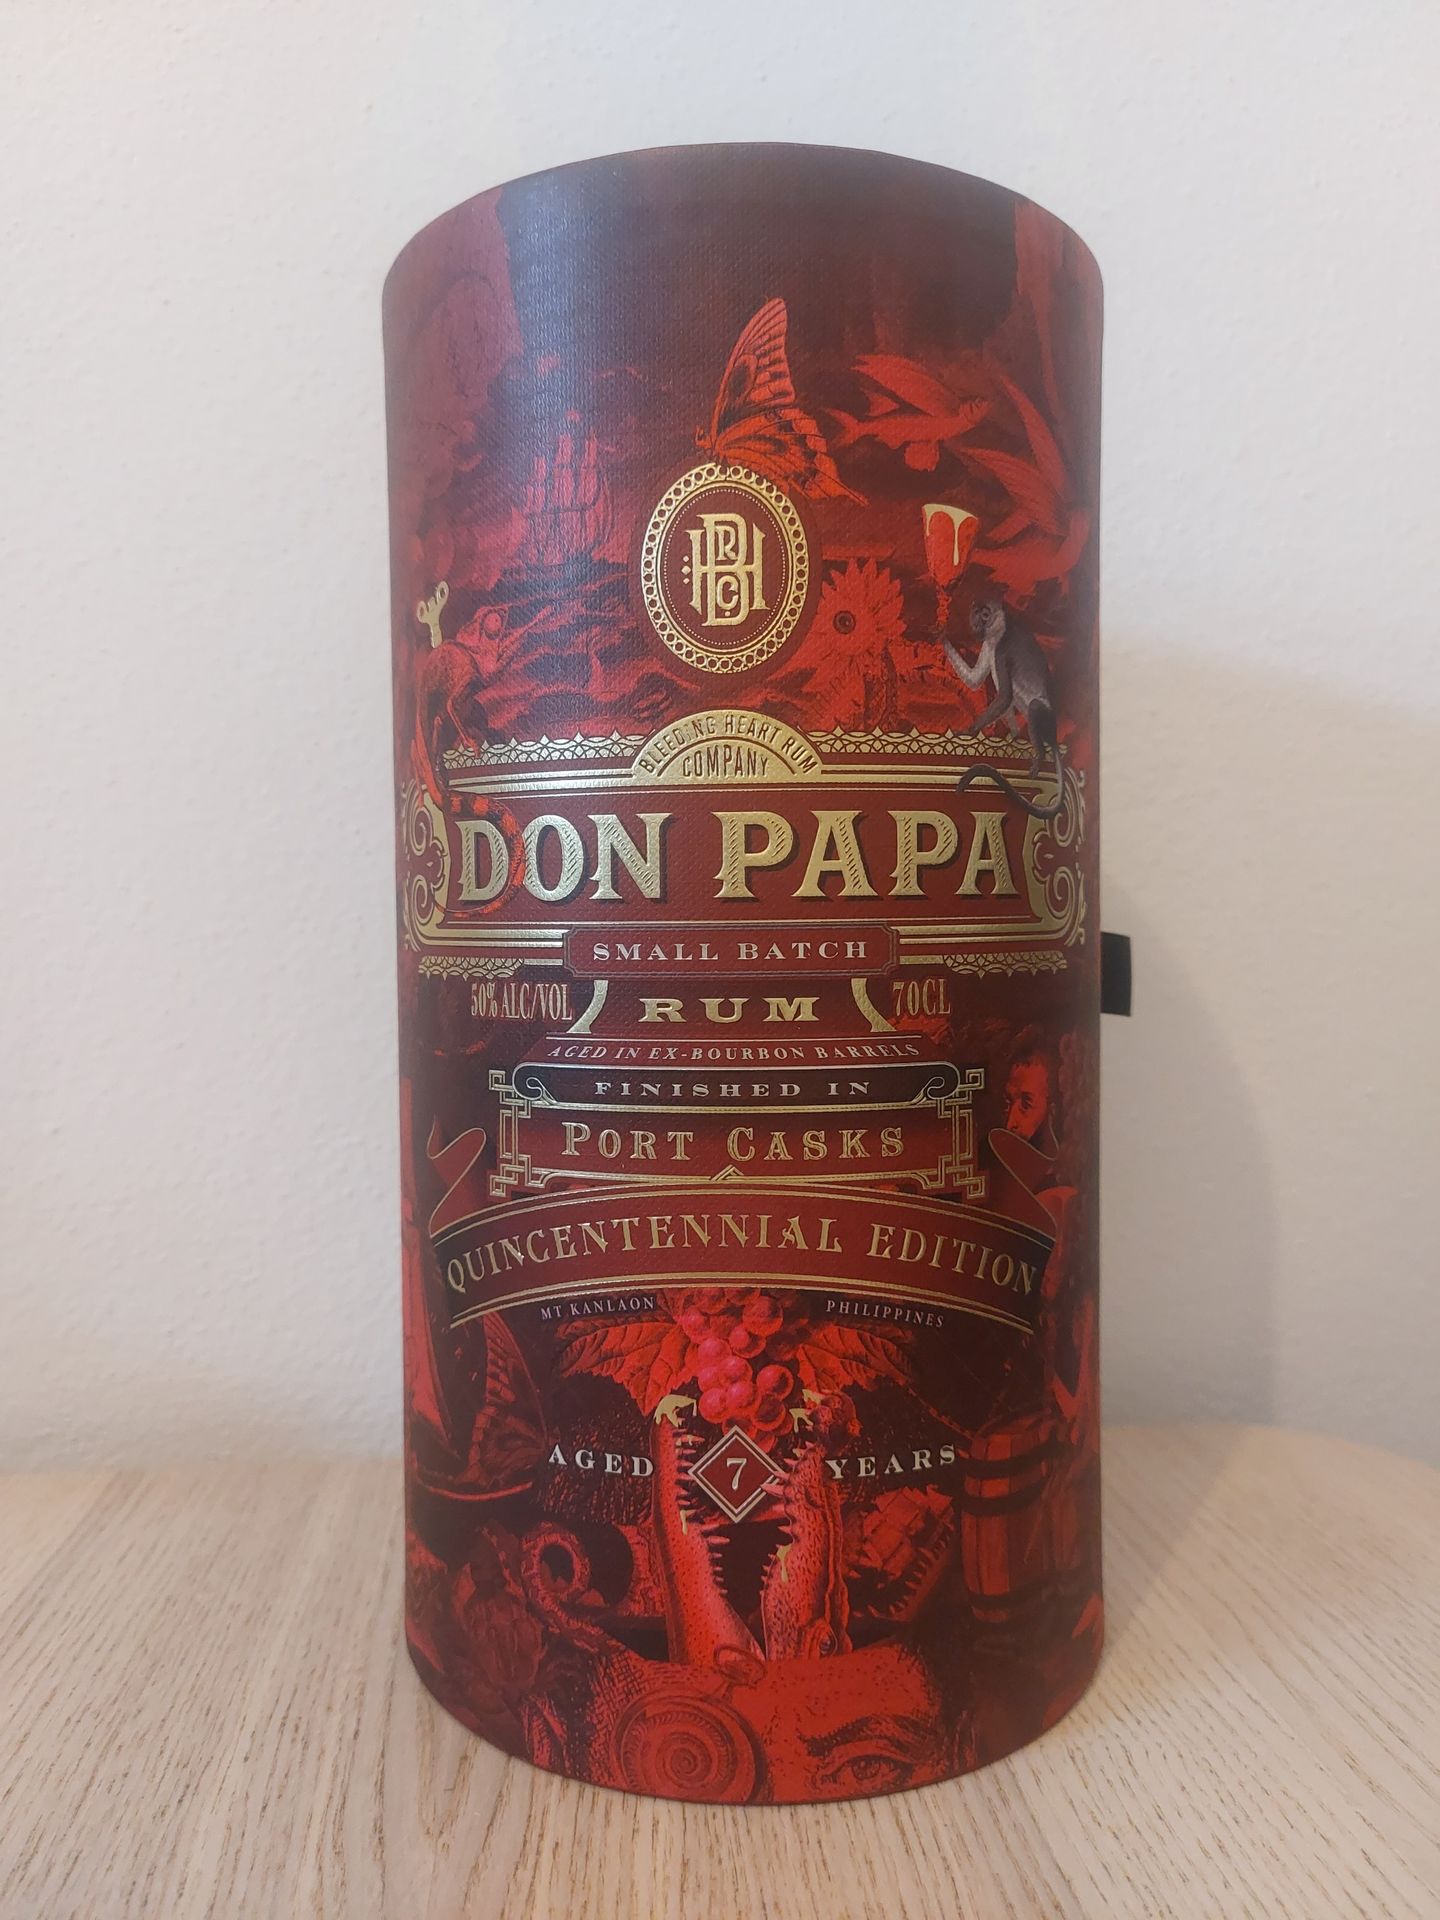 BHRCo.
BLEEDING HEART RUM
COMPANY
DON PAPA
SMALL BATCH
50% ALC/VOL RUM 70CL
AGED IN EX-BOURBON BARRELS
FINISHED IN
PORT CASKS
QUINCENTENNIAL EDITION
MT KANLAON PHILIPPINES
AGED 7 YEARS